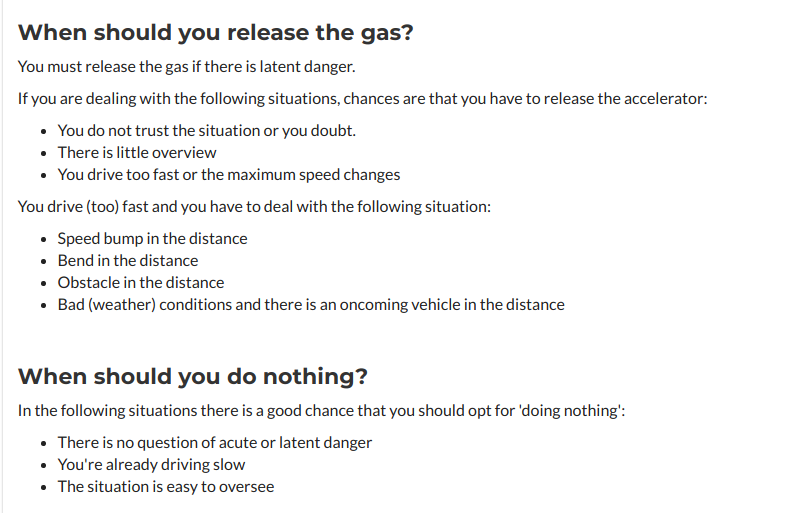 When should you release the gas?
You must release the gas if there is latent danger.
If you are dealing with the following situations, chances are that you have to release the accelerator:
• You do not trust the situation or you doubt.
• There is little overview
• You drive too fast or the maximum speed changes
You drive (too) fast and you have to deal with the following situation:
• Speed bump in the distance
• Bend in the distance
• Obstacle in the distance
• Bad (weather) conditions and there is an oncoming vehicle in the distance
When should you do nothing?
In the following situations there is a good chance that you should opt for 'doing nothing':
• There is no question of acute or latent danger
• You're already driving slow
• The situation is easy to oversee